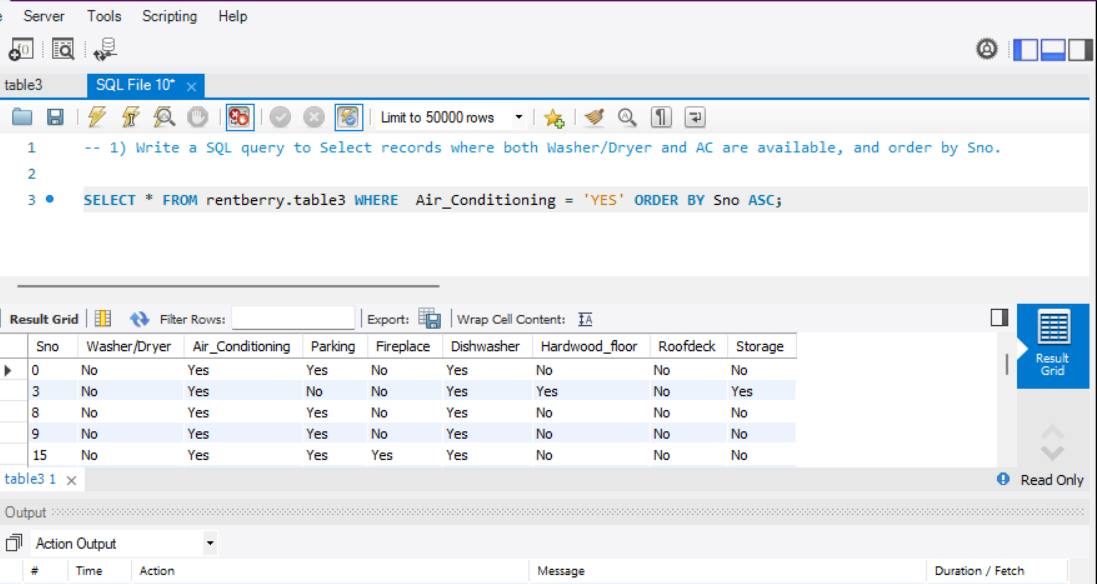 Server Tools Scripting Help
table3 SQL File 10*
Limit to 50000 rows
1 -- 1) Write a SQL query to Select records where both Washer/Dryer and AC are available, and order by Sno.
2
3 SELECT * FROM rentberry.table3 WHERE  Air_Conditioning = 'YES' ORDER BY Sno ASC;
Result Grid Filter Rows: Export: Wrap Cell Content: IA
Sno Washer/Dryer Air_Conditioning Parking Fireplace Dishwasher Hardwood_floor Roofdeck Storage
0 No Yes Yes No Yes No No No
3 No Yes No No Yes Yes No Yes
8 No Yes Yes No Yes No No No
9 No Yes Yes No Yes No No No
15 No Yes Yes Yes Yes No No No
Result
Grid
table3 1 Read Only
Output
Action Output
# Time Action Message Duration / Fetch